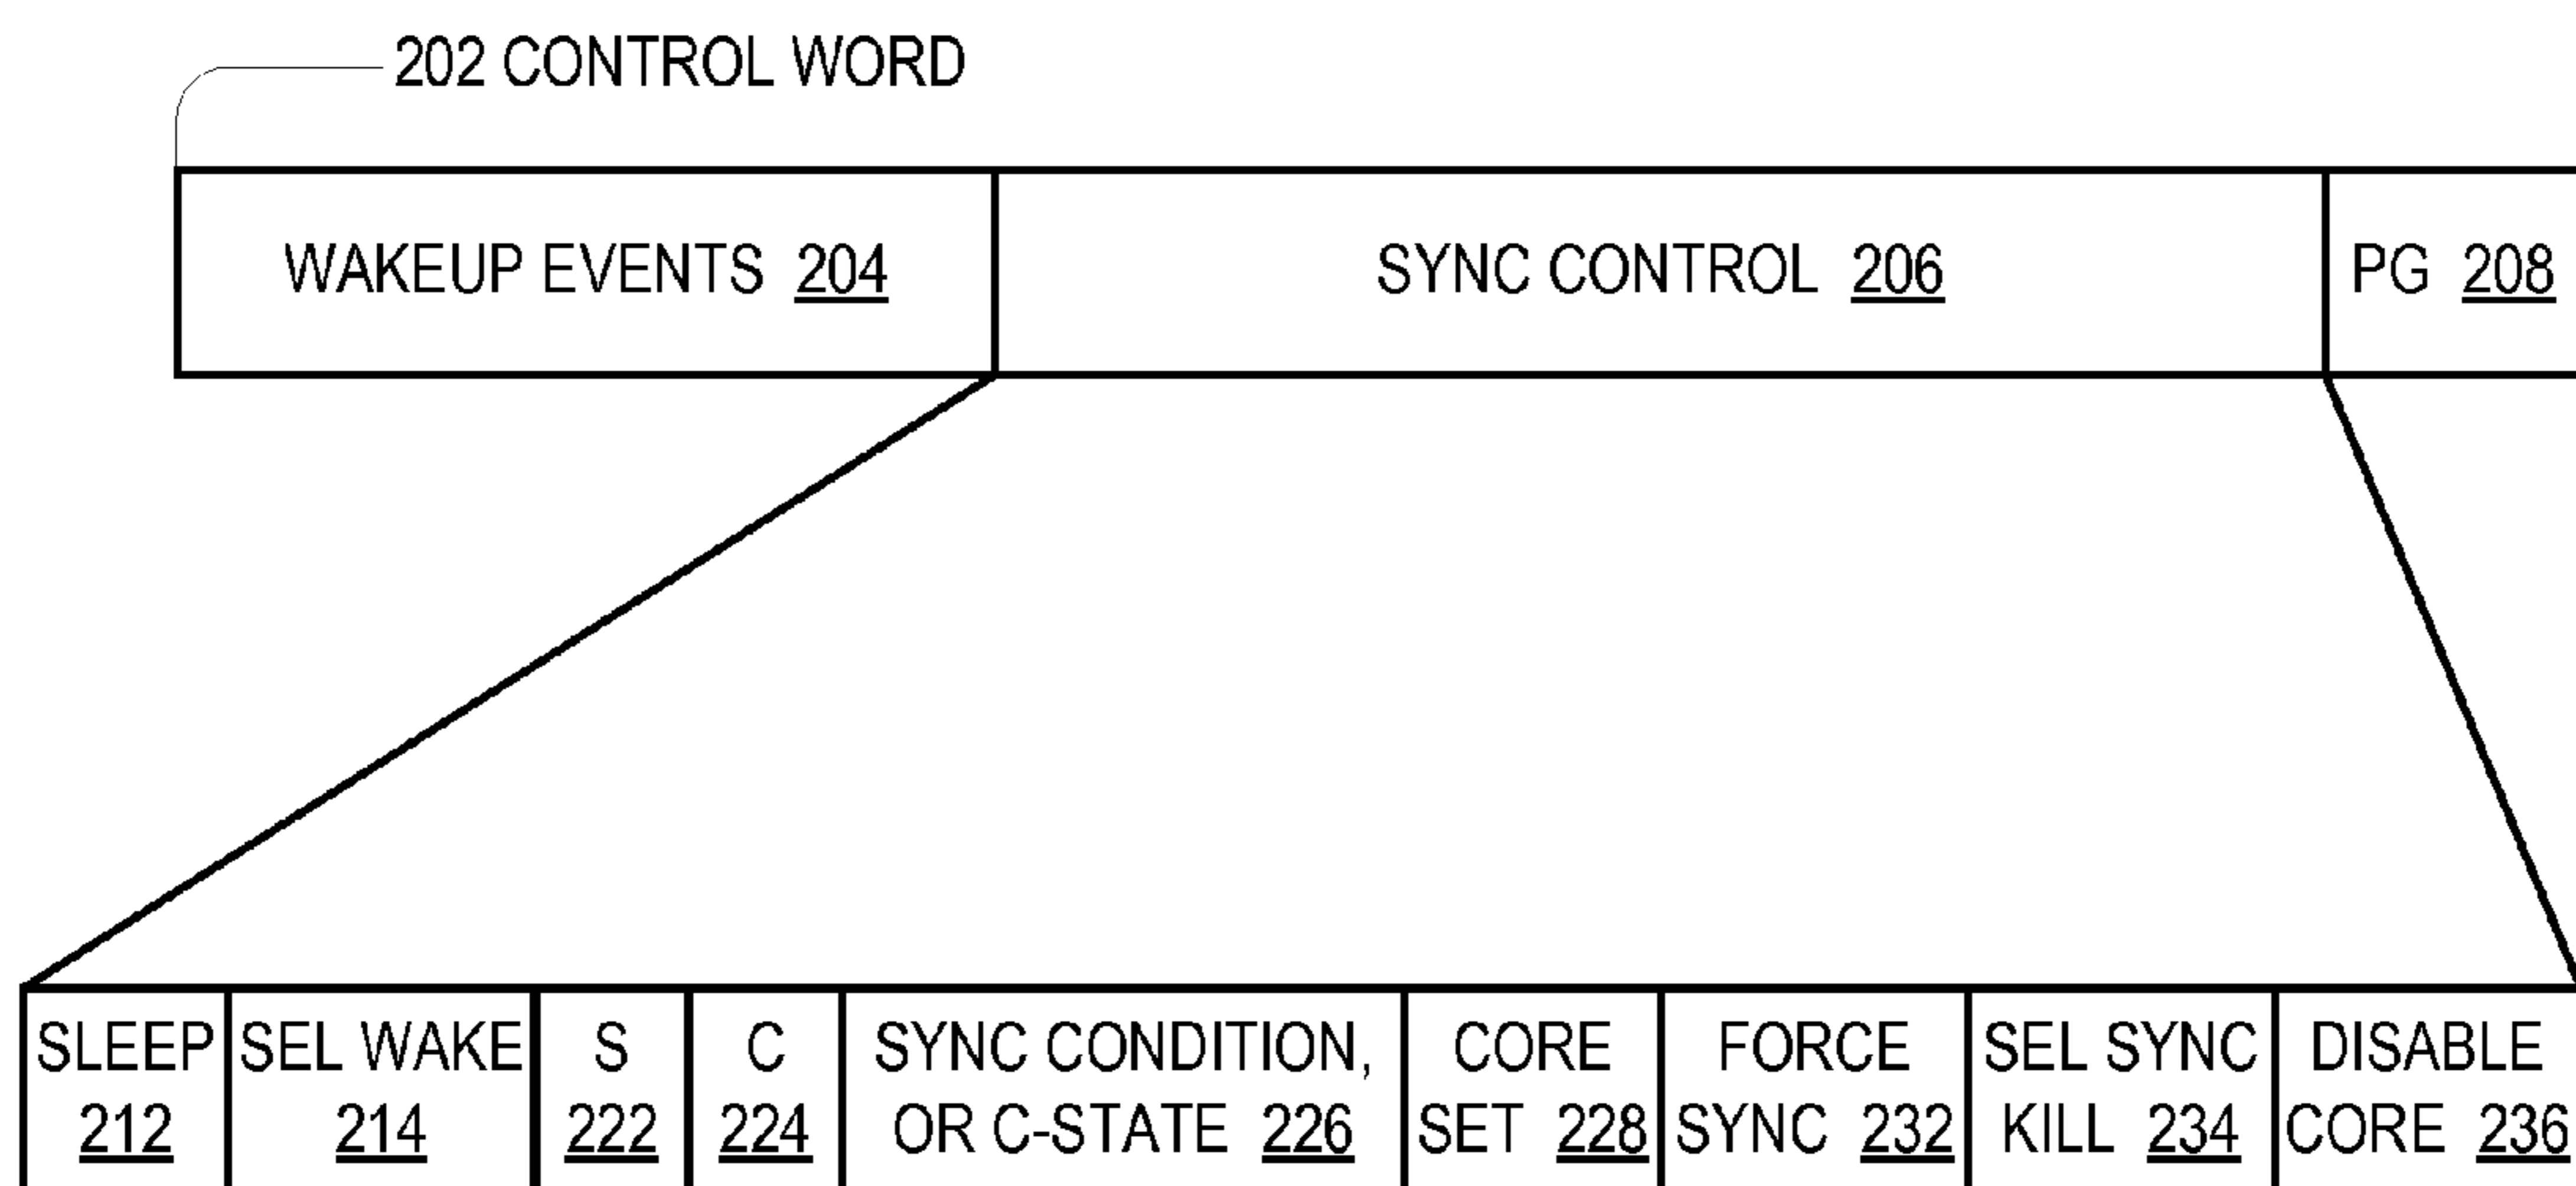 202 CONTROL WORD
WAKEUP EVENTS 204 SYNC CONTROL 206 PG 208
SLEEP SEL WAKE S C SYNC CONDITION, CORE FORCE SEL SYNC DISABLE
212 214 222 224 OR C-STATE 226 SET 228 SYNC 232 KILL 234 CORE 236